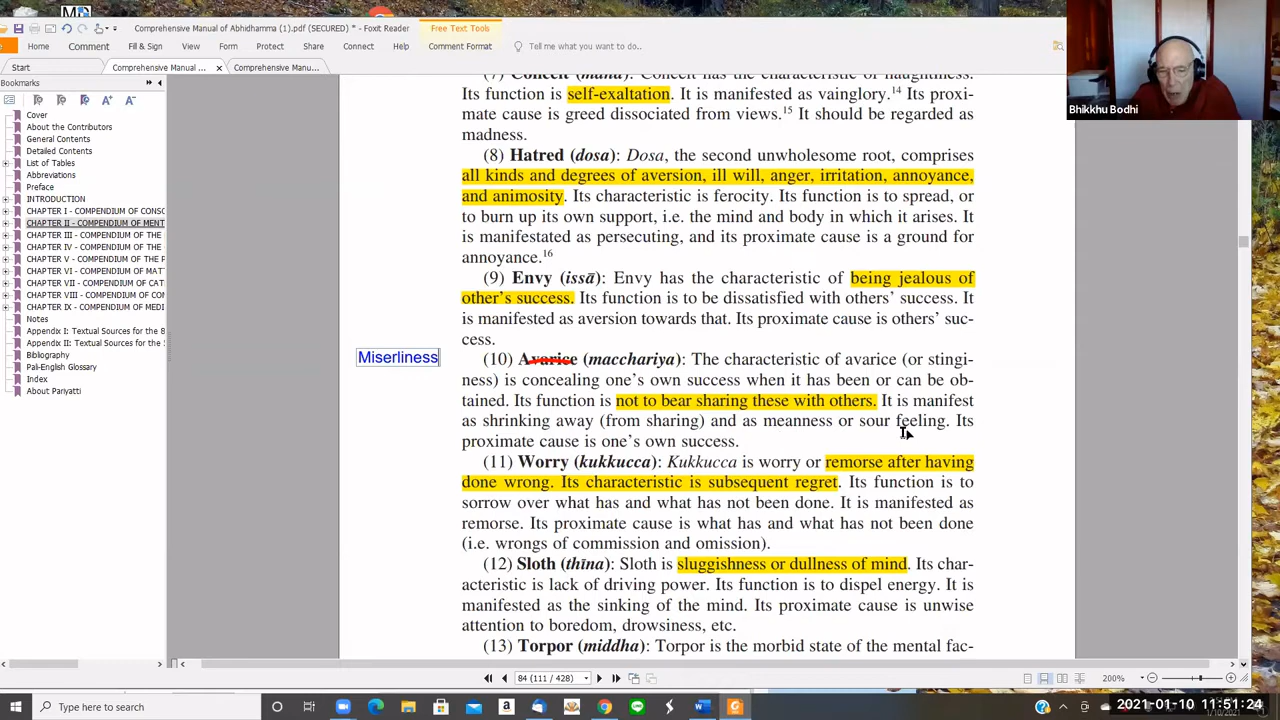 Comprehensive Manual of Abhidhamma (1).pdf (SECURED) * - Foxit Reader
Free Text Tools
Home Comment Fill & Sign View Form Protect Share Connect Help Comment Format Tell me what you want to do..
Start Comprehensive Manual ... Comprehensive Manu...
Bookmarks
Cover
About the Contributors
General Contents
Detailed Contents
List of Tables
Abbreviations
Preface
INTRODUCTION
CHAPTER I - COMPENDIUM OF CONSC
CHAPTER II - COMPENDIUM OF MENT
CHAPTER III - COMPENDIUM OF THE
CHAPTER IV - COMPENDIUM OF THE
CHAPTER V - COMPENDIUM OF THE P
CHAPTER VI - COMPENDIUM OF MAT
CHAPTER VII - COMPENDIUM OF CAT
CHAPTER VIII - COMPENDIUM OF CON
CHAPTER IX - COMPENDIUM OF MEDI
Notes
Appendix I: Textual Sources for the 8
Appendix II: Textual Sources for the
Bibliography
Pali-English Glossary
Index
About Pariyatti
(7) Conceit (māna): Conceit has the characteristic of haughtiness.
Its function is self-exaltation. It is manifested as vainglory.14 Its proxi-
mate cause is greed dissociated from views.15 It should be regarded as
madness.
(8) Hatred (dosa): Dosa, the second unwholesome root, comprises
all kinds and degrees of aversion, ill will, anger, irritation, annoyance,
and animosity. Its characteristic is ferocity. Its function is to spread, or
to burn up its own support, i.e. the mind and body in which it arises. It
is manifestated as persecuting, and its proximate cause is a ground for
annoyance.16
(9) Envy (issā): Envy has the characteristic of being jealous of
other's success. Its function is to be dissatisfied with others' success. It
is manifested as aversion towards that. Its proximate cause is others' suc-
cess.
Miserliness
(10) Avarice (macchariya): The characteristic of avarice (or stingi-
ness) is concealing one's own success when it has been or can be ob-
tained. Its function is not to bear sharing these with others. It is manifest
as shrinking away (from sharing) and as meanness or sour feeling. Its
proximate cause is one's own success.
(11) Worry (kukkucca): Kukkucca is worry or remorse after having
done wrong. Its characteristic is subsequent regret. Its function is to
sorrow over what has and what has not been done. It is manifested as
remorse. Its proximate cause is what has and what has not been done
(i.e. wrongs of commission and omission).
(12) Sloth (thīna): Sloth is sluggishness or dullness of mind. Its char-
acteristic is lack of driving power. Its function is to dispel energy. It is
manifested as the sinking of the mind. Its proximate cause is unwise
attention to boredom, drowsiness, etc.
(13) Torpor (middha): Torpor is the morbid state of the mental fac-
Bhikkhu Bodhi
84 (111 / 428)
200%
Type here to search
2021-01-10 11:51:24